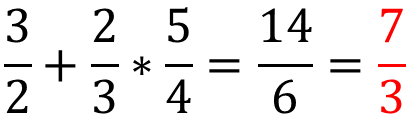 3/2 + 2/3 * 5/4 = 14/6 = 7/3